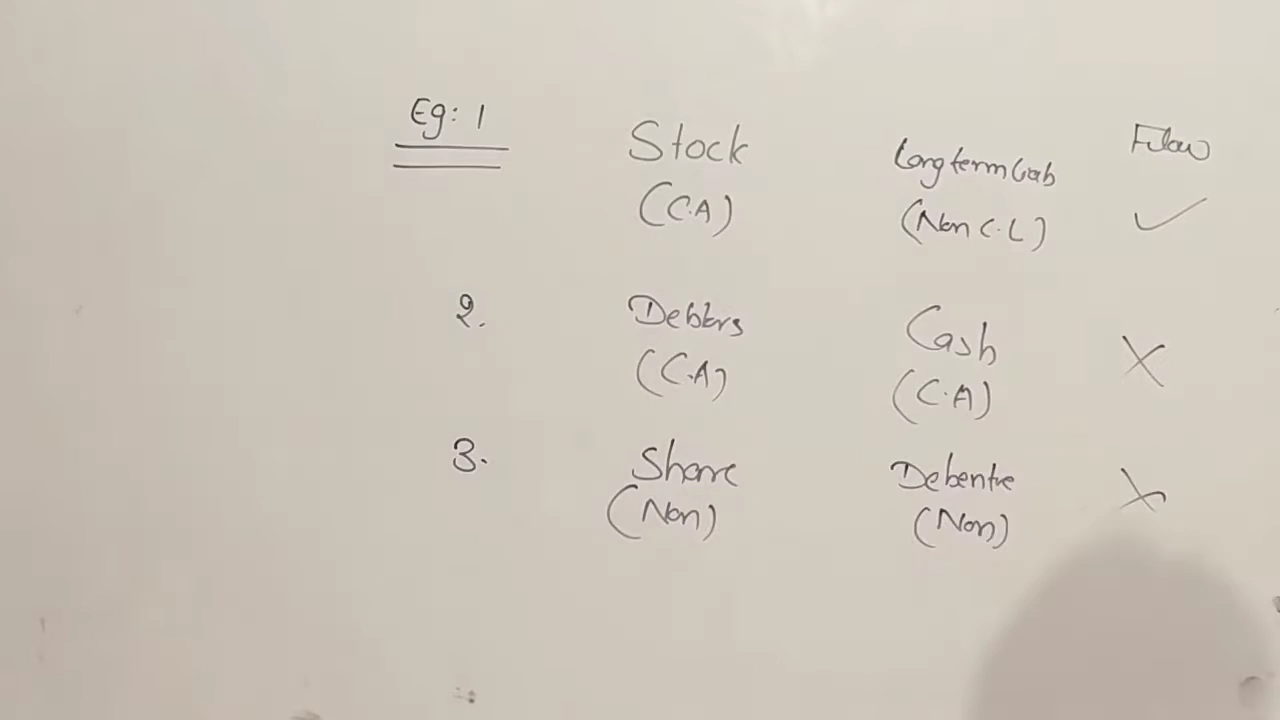 Eg: 1 Stock Long term Liab Flow
(C.A) (Non C.L) ✓
2. Debtors Cash ✗
(C.A) (C.A)
3. Share Debentre ✗
(Non) (Non)